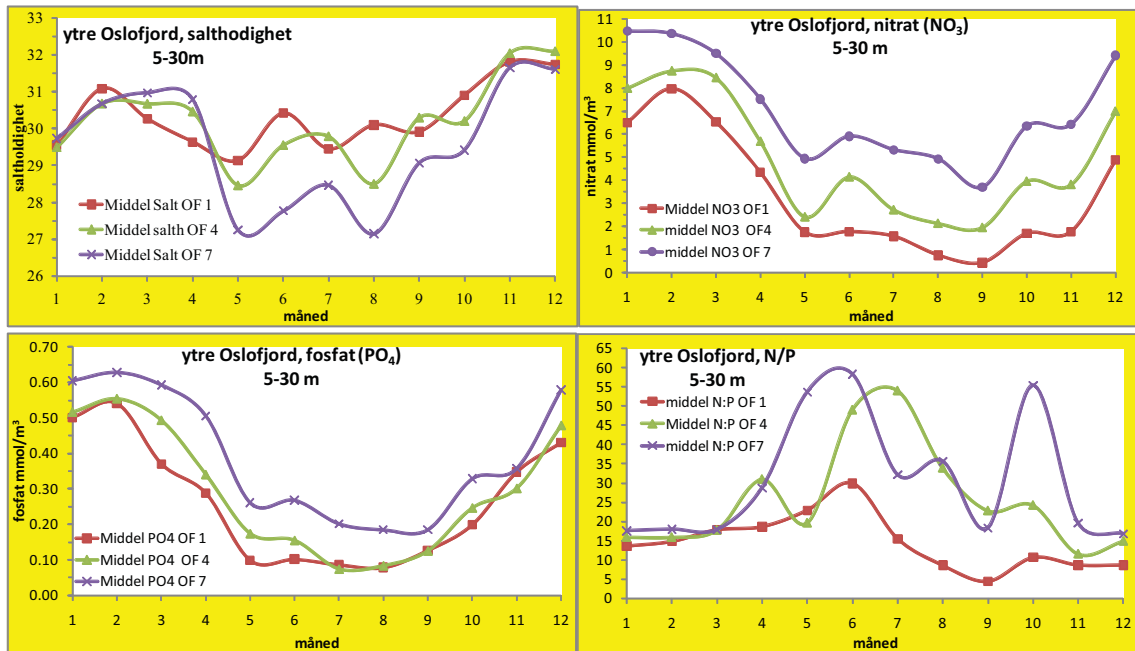 ytre Oslofjord, salthodighet
5-30m
33
32
31
30
29
28
27
26
saltholdighet
Middel Salt OF 1
Middel salth OF 4
Middel Salt OF 7
1 2 3 4 5 6 7 8 9 10 11 12
måned
ytre Oslofjord, nitrat (NO₃)
5-30 m
11
10
9
8
7
6
5
4
3
2
1
0
nitrat mmol/m³
Middel NO3 OF1
Middel NO3 OF4
middel NO3 OF 7
1 2 3 4 5 6 7 8 9 10 11 12
måned
ytre Oslofjord, fosfat (PO₄)
5-30 m
0.70
0.60
0.50
0.40
0.30
0.20
0.10
0.00
fosfat mmol/m³
Middel PO4 OF 1
Middel PO4 OF 4
Middel PO4 OF 7
1 2 3 4 5 6 7 8 9 10 11 12
måned
ytre Oslofjord, N/P
5-30 m
65
60
55
50
45
40
35
30
25
20
15
10
5
0
middel N:P OF 1
Middel N:P OF 4
middel N:P OF7
1 2 3 4 5 6 7 8 9 10 11 12
måned